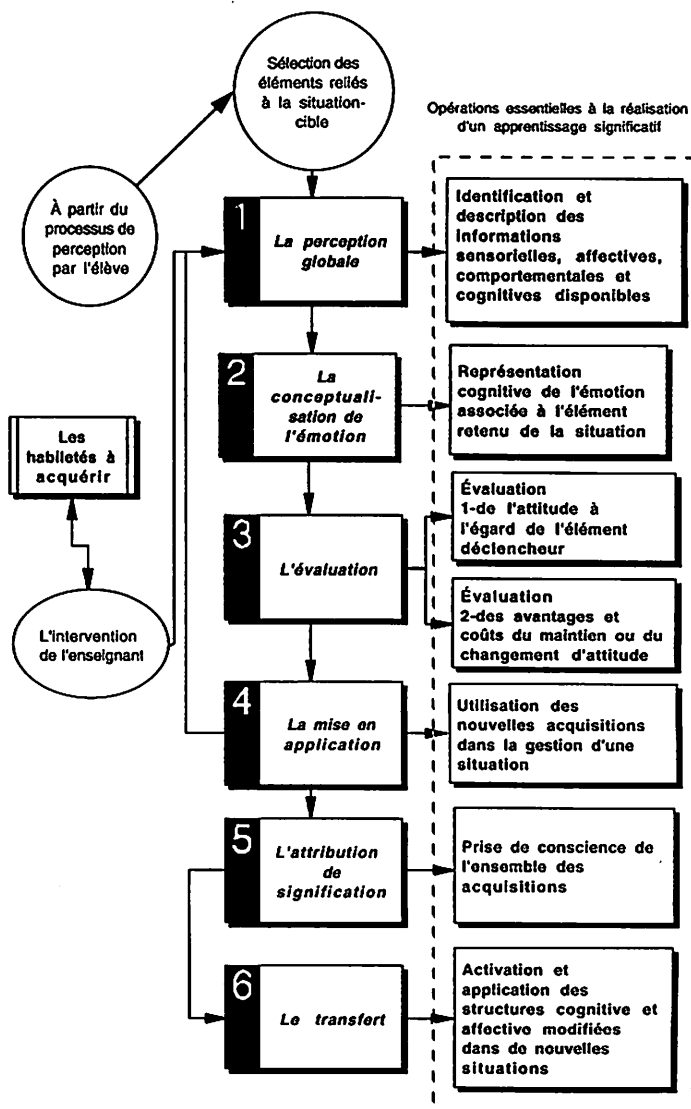 Sélection des
éléments reliés
à la situation-
cible
Opérations essentielles à la réalisation
d'un apprentissage significatif
À partir du
processus de
perception
par l'élève
1
La perception
globale
Identification et
description des
informations
sensorielles, affectives,
comportementales et
cognitives disponibles
2
La
conceptuali-
sation de
l'émotion
Représentation
cognitive de l'émotion
associée à l'élément
retenu de la situation
Les
habiletés à
acquérir
3
L'évaluation
Évaluation
1-de l'attitude à
l'égard de l'élément
déclencheur
Évaluation
2-des avantages et
coûts du maintien ou du
changement d'attitude
L'intervention
de l'enseignant
4
La mise en
application
Utilisation des
nouvelles acquisitions
dans la gestion d'une
situation
5
L'attribution
de
signification
Prise de conscience de
l'ensemble des
acquisitions
6
Le transfert
Activation et
application des
structures cognitive et
affective modifiées
dans de nouvelles
situations